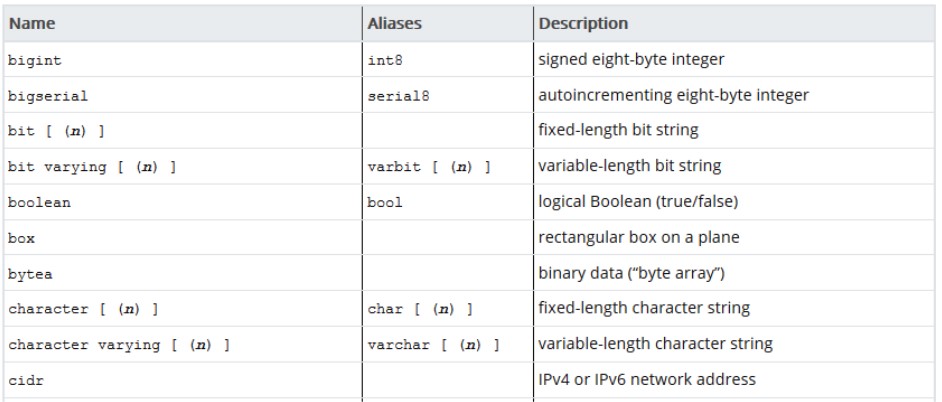 Name Aliases Description
bigint int8 signed eight-byte integer
bigserial serial8 autoincrementing eight-byte integer
bit [ (n) ] fixed-length bit string
bit varying [ (n) ] varbit [ (n) ] variable-length bit string
boolean bool logical Boolean (true/false)
box rectangular box on a plane
bytea binary data (“byte array”)
character [ (n) ] char [ (n) ] fixed-length character string
character varying [ (n) ] varchar [ (n) ] variable-length character string
cidr IPv4 or IPv6 network address